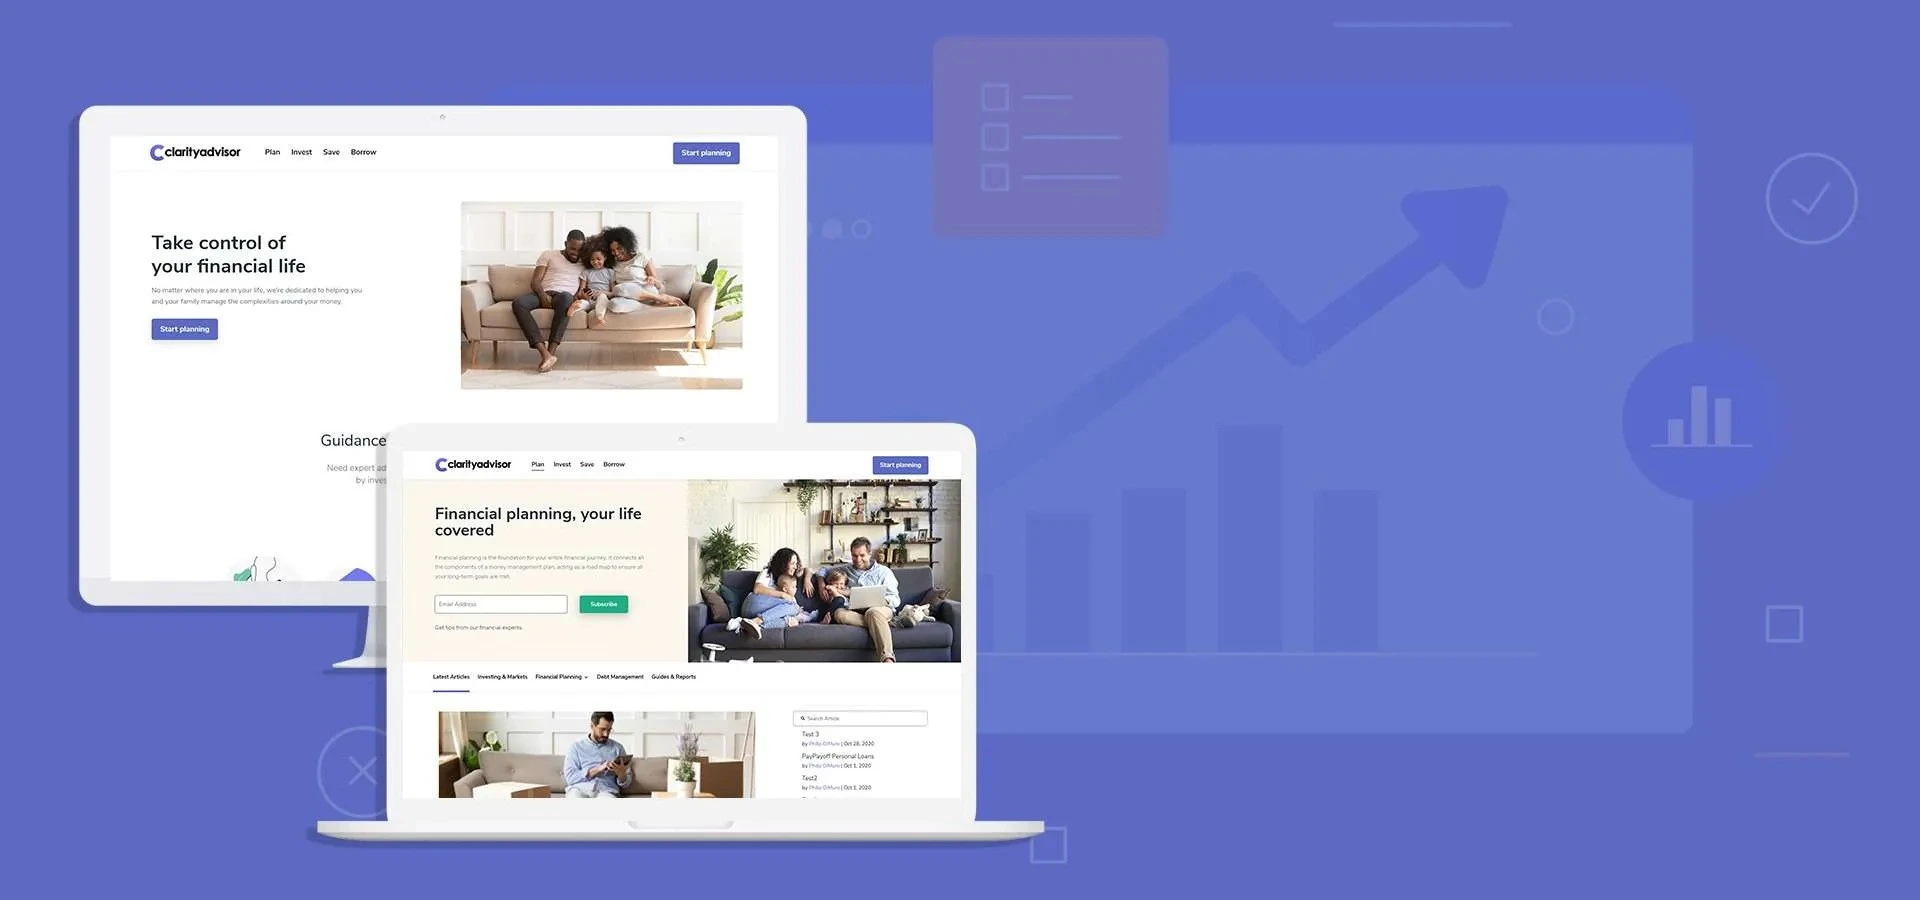 clarityadvisor Plan Invest Save Borrow Start planning
Take control of
your financial life
No matter where you are in your life, we're dedicated to helping you
and your family manage the complexities around your money.
Start planning
Guidance
Need expert ad
by inves
clarityadvisor Plan Invest Save Borrow Start planning
Financial planning, your life
covered
Financial planning is the foundation for your entire financial journey. It connects all
the components of a money management plan, acting as a road map to ensure all
your long-term goals are met.
Email Address Subscribe
Get tips from our financial experts.
Latest Articles Investing & Markets Financial Planning Debt Management Guides & Reports
Search Article
Test 3
by Philip DiMuro | Oct 28, 2020
PayPayoff Personal Loans
by Philip DiMuro | Oct 1, 2020
Test2
by Philip DiMuro | Oct 1, 2020